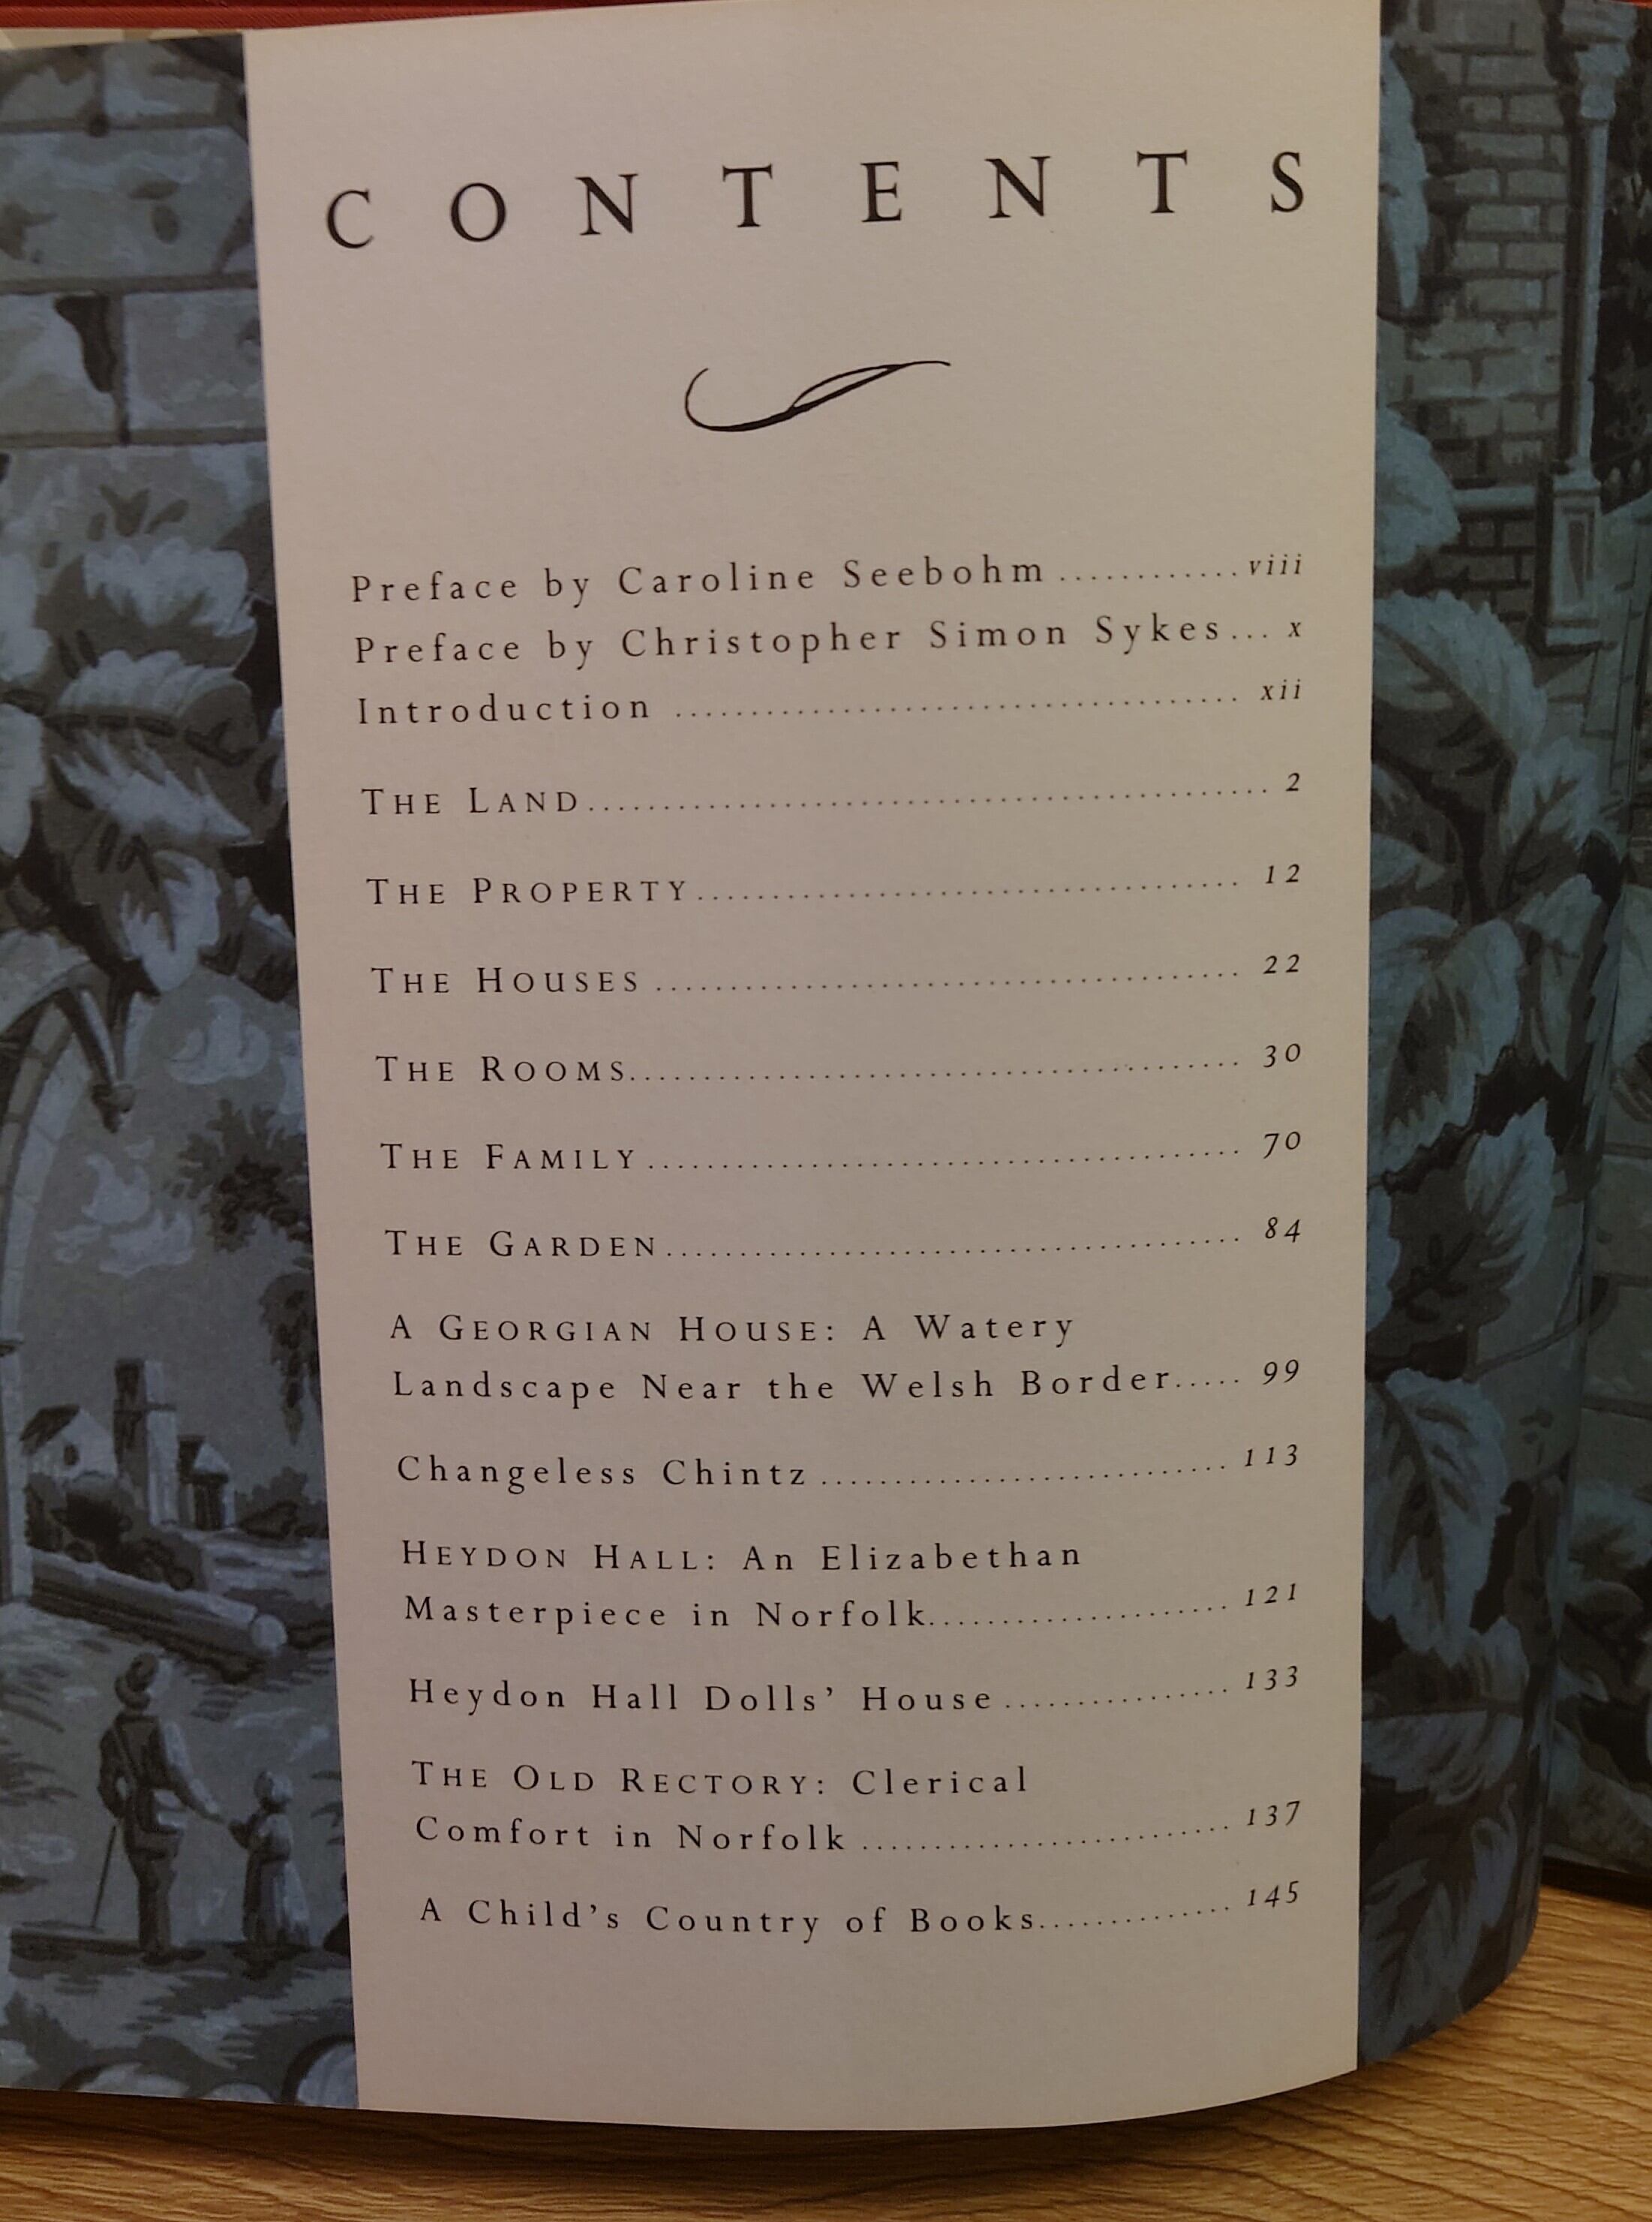 CONTENTS
Preface by Caroline Seebohm ............ viii
Preface by Christopher Simon Sykes ... x
Introduction ..................................... xii
THE LAND ..................................................... 2
THE PROPERTY ........................................... 12
THE HOUSES .............................................. 22
THE ROOMS ................................................ 30
THE FAMILY ............................................... 70
THE GARDEN .............................................. 84
A GEORGIAN HOUSE: A Watery
Landscape Near the Welsh Border ..... 99
Changeless Chintz ................................. 113
HEYDON HALL: An Elizabethan
Masterpiece in Norfolk ........................ 121
Heydon Hall Dolls’ House .................. 133
THE OLD RECTORY: Clerical
Comfort in Norfolk .............................. 137
A Child’s Country of Books ................ 145